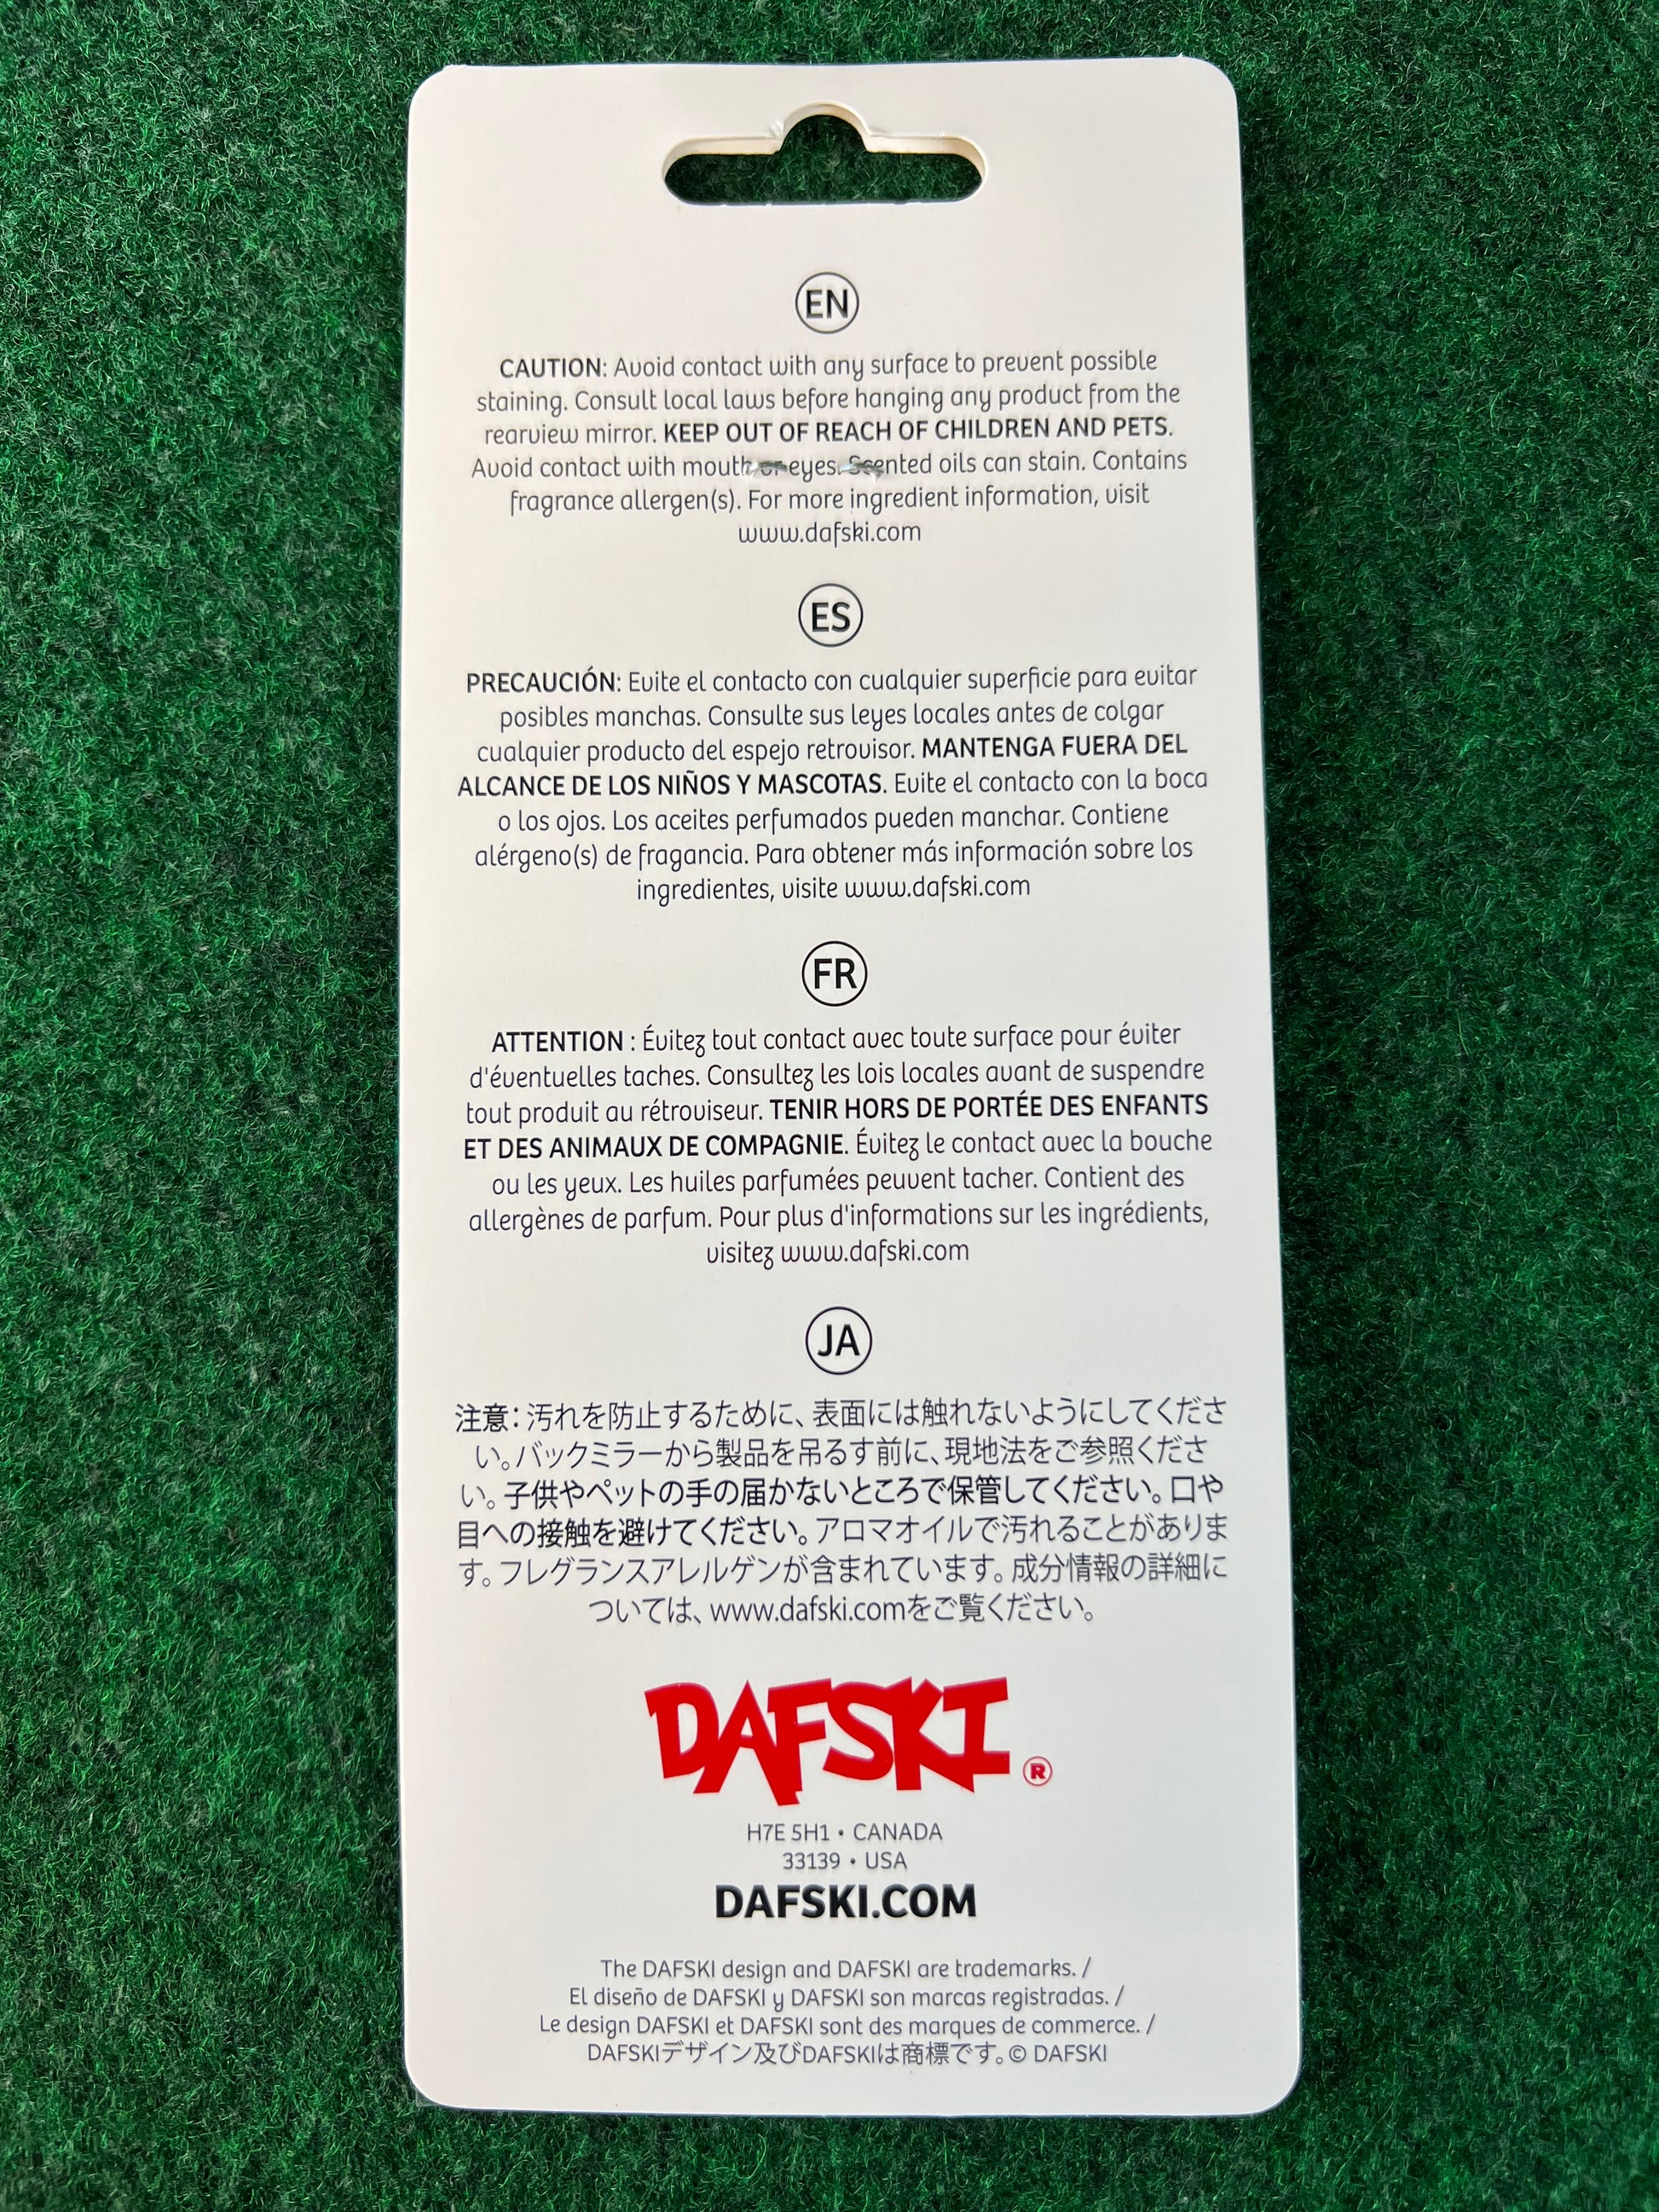 EN
CAUTION: Avoid contact with any surface to prevent possible
staining. Consult local laws before hanging any product from the
rearview mirror. KEEP OUT OF REACH OF CHILDREN AND PETS.
Avoid contact with mouth or eyes. Scented oils can stain. Contains
fragrance allergen(s). For more ingredient information, visit
www.dafski.com
ES
PRECAUCIÓN: Evite el contacto con cualquier superficie para evitar
posibles manchas. Consulte sus leyes locales antes de colgar
cualquier producto del espejo retrovisor. MANTENGA FUERA DEL
ALCANCE DE LOS NIÑOS Y MASCOTAS. Evite el contacto con la boca
o los ojos. Los aceites perfumados pueden manchar. Contiene
alérgeno(s) de fragancia. Para obtener más información sobre los
ingredientes, visite www.dafski.com
FR
ATTENTION : Évitez tout contact avec toute surface pour éviter
d'éventuelles taches. Consultez les lois locales avant de suspendre
tout produit au rétroviseur. TENIR HORS DE PORTÉE DES ENFANTS
ET DES ANIMAUX DE COMPAGNIE. Évitez le contact avec la bouche
ou les yeux. Les huiles parfumées peuvent tacher. Contient des
allergènes de parfum. Pour plus d'informations sur les ingrédients,
visitez www.dafski.com
JA
注意：汚れを防止するために、表面には触れないようにしてくださ
い。バックミラーから製品を吊るす前に、現地法をご参照くださ
い。子供やペットの手の届かないところで保管してください。口や
目への接触を避けてください。アロマオイルで汚れることがありま
す。フレグランスアレルゲンが含まれています。成分情報の詳細に
ついては、www.dafski.comをご覧ください。
DAFSKI®
H7E 5H1 • CANADA
33139 • USA
DAFSKI.COM
The DAFSKI design and DAFSKI are trademarks. /
El diseño de DAFSKI y DAFSKI son marcas registradas. /
Le design DAFSKI et DAFSKI sont des marques de commerce. /
DAFSKIデザイン及びDAFSKIは商標です。© DAFSKI